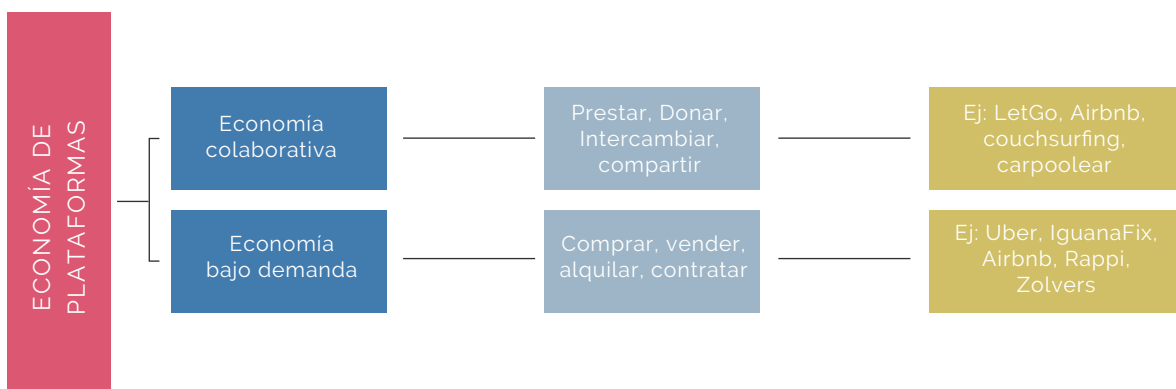 ECONOMÍA DE
PLATAFORMAS
Economía
colaborativa
Prestar, Donar,
Intercambiar,
compartir
Ej: LetGo, Airbnb,
couchsurfing,
carpoolear
Economía
bajo demanda
Comprar, vender,
alquilar, contratar
Ej: Uber, IguanaFix,
Airbnb, Rappi,
Zolvers